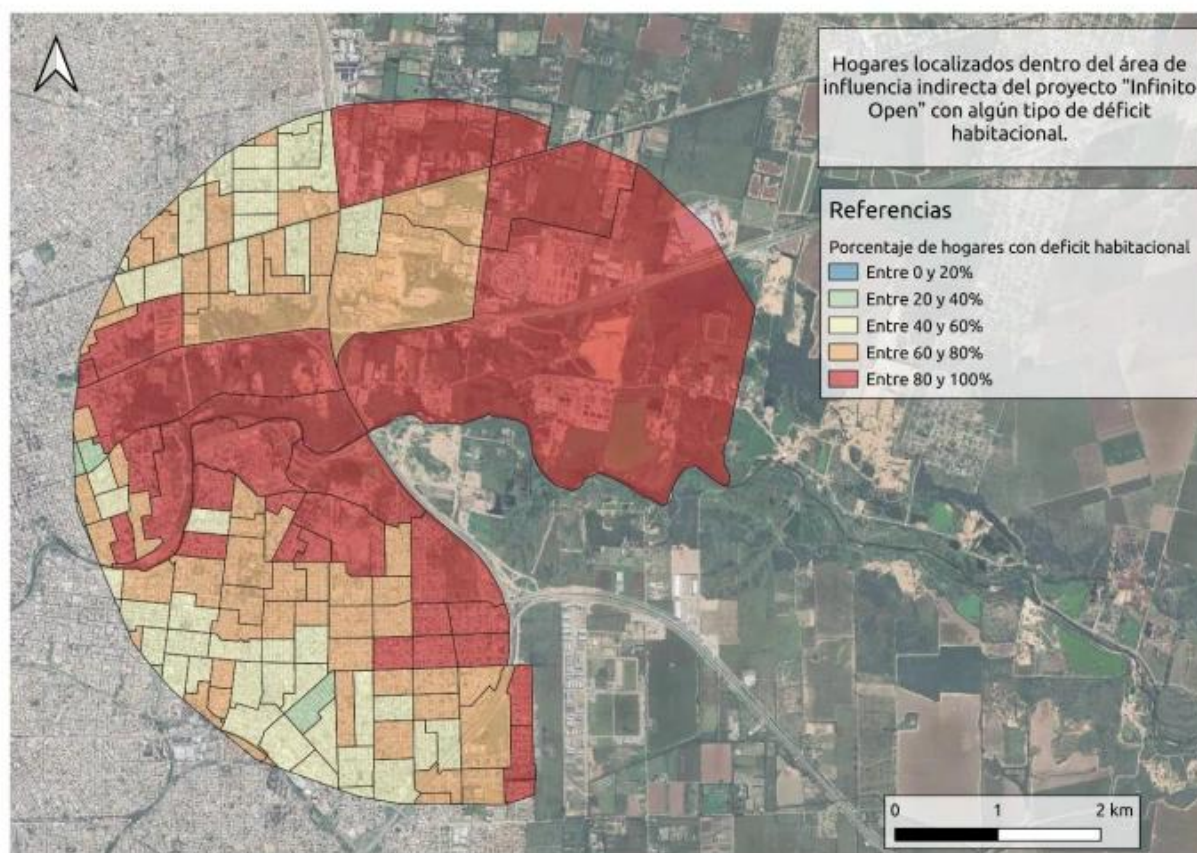 Hogares localizados dentro del área de
influencia indirecta del proyecto "Infinito
Open" con algún tipo de déficit
habitacional.
Referencias
Porcentaje de hogares con deficit habitacional
Entre 0 y 20%
Entre 20 y 40%
Entre 40 y 60%
Entre 60 y 80%
Entre 80 y 100%
0 1 2 km